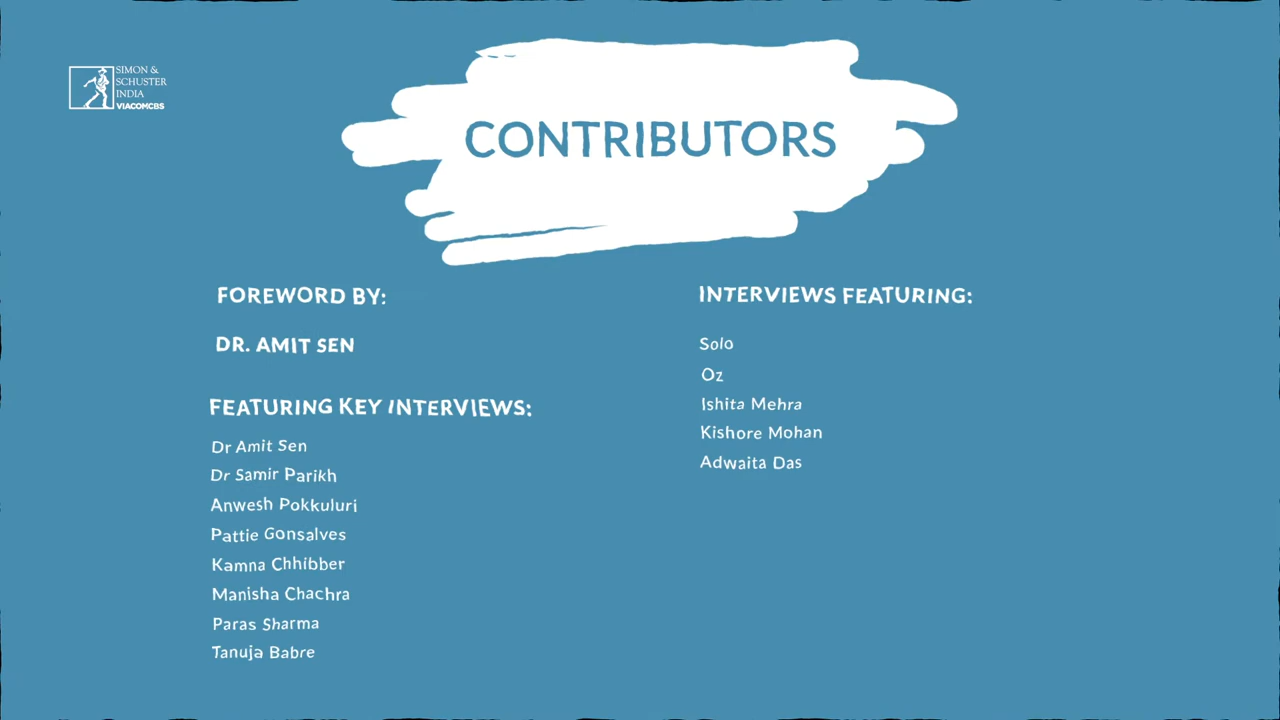 SIMON &
SCHUSTER
INDIA
VIACOMCBS
CONTRIBUTORS
FOREWORD BY:
DR. AMIT SEN
FEATURING KEY INTERVIEWS:
Dr Amit Sen
Dr Samir Parikh
Anwesh Pokkuluri
Pattie Gonsalves
Kamna Chhibber
Manisha Chachra
Paras Sharma
Tanuja Babre
INTERVIEWS FEATURING:
Solo
Oz
Ishita Mehra
Kishore Mohan
Adwaita Das